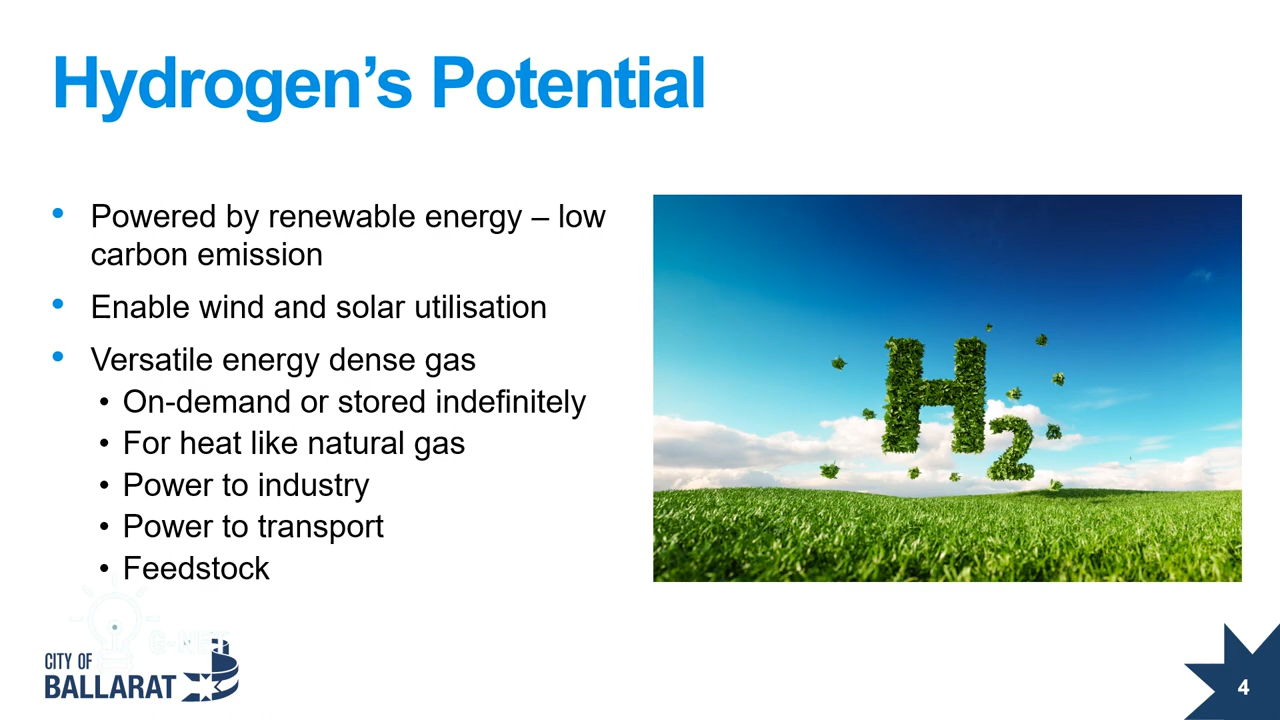 Hydrogen’s Potential
• Powered by renewable energy – low
carbon emission
• Enable wind and solar utilisation
• Versatile energy dense gas
• On-demand or stored indefinitely
• For heat like natural gas
• Power to industry
• Power to transport
• Feedstock
H2
G-NET
CITY OF
BALLARAT
4